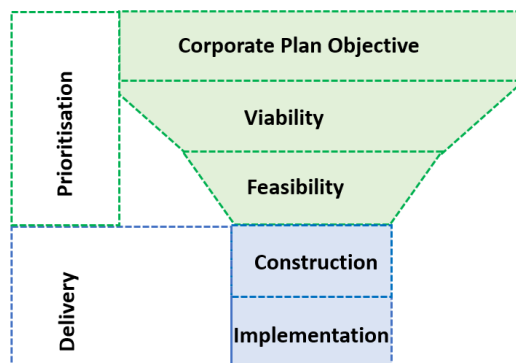 Prioritisation
Corporate Plan Objective
Viability
Feasibility
Delivery
Construction
Implementation